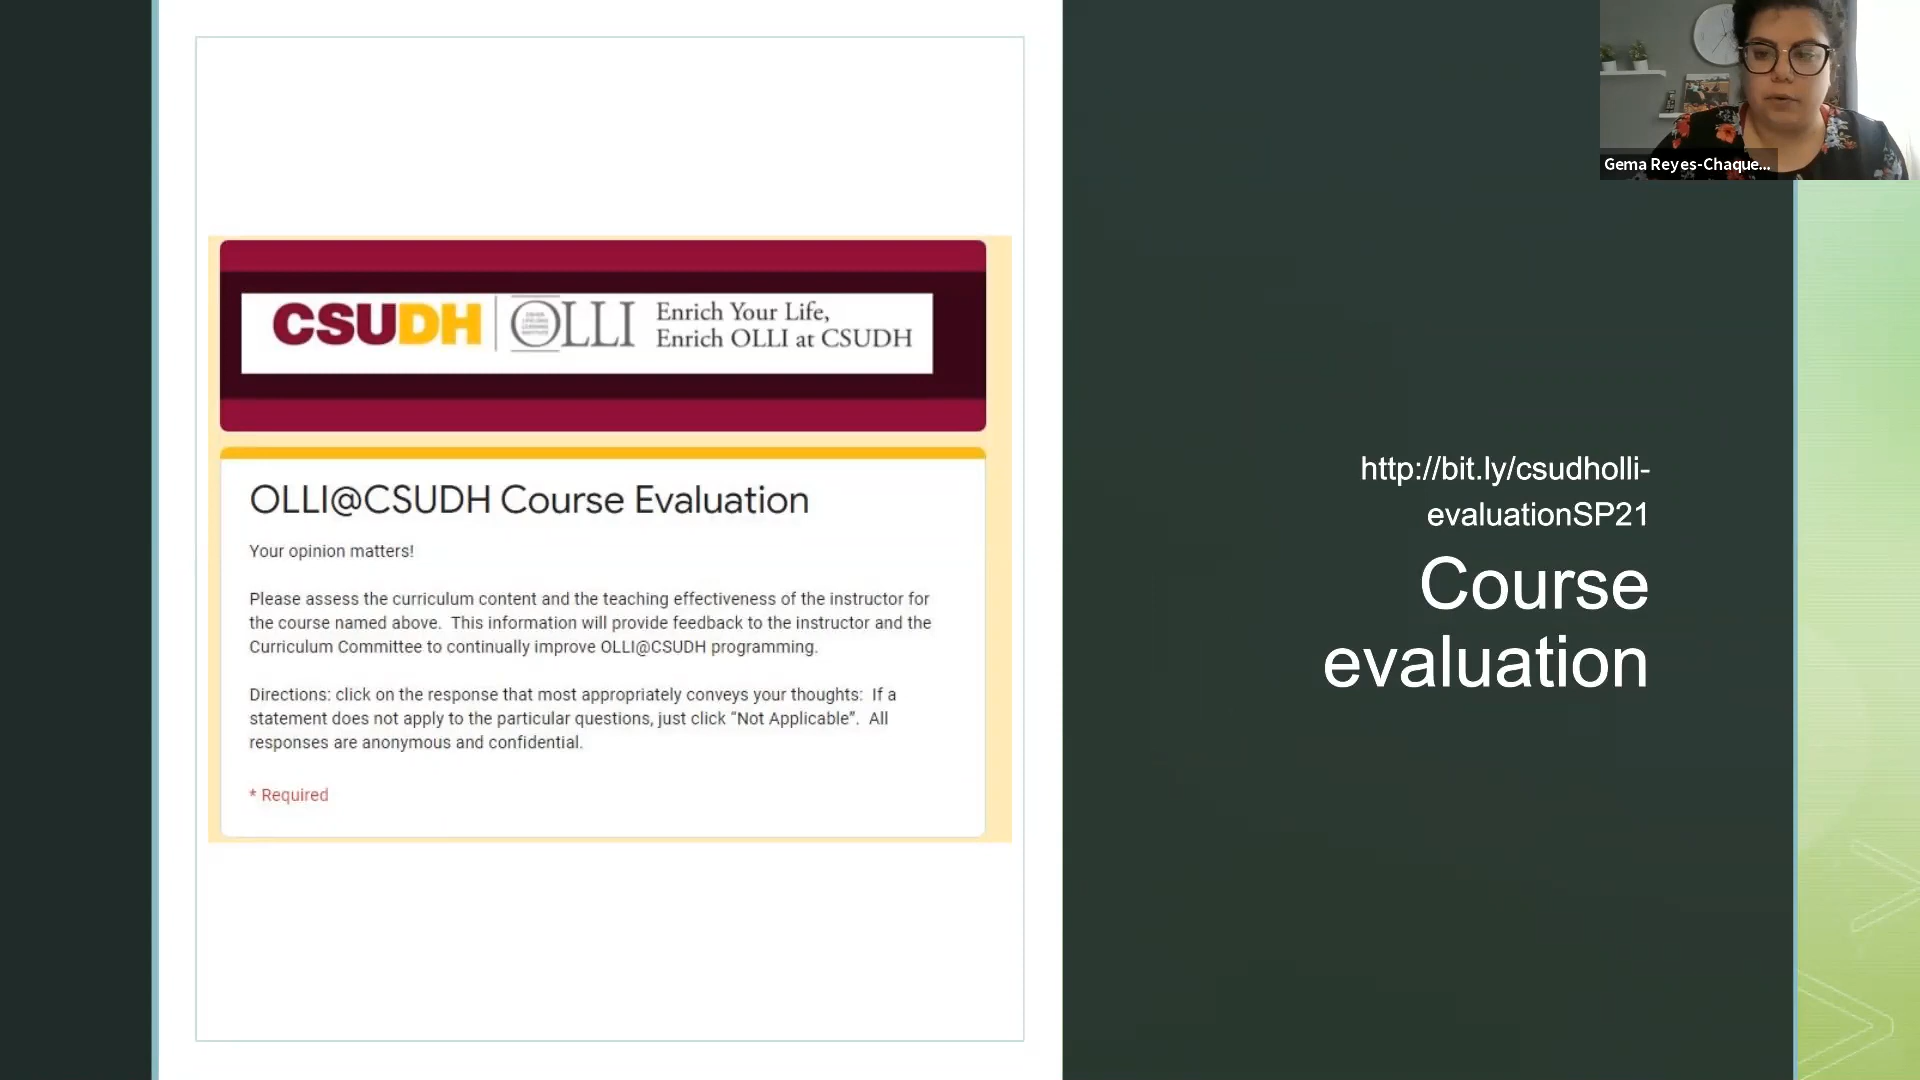 Gema Reyes-Chaque...
CSUDH
OLLI
Enrich Your Life,
Enrich OLLI at CSUDH
OLLI@CSUDH Course Evaluation
Your opinion matters!
Please assess the curriculum content and the teaching effectiveness of the instructor for
the course named above.  This information will provide feedback to the instructor and the
Curriculum Committee to continually improve OLLI@CSUDH programming.
Directions: click on the response that most appropriately conveys your thoughts:  If a
statement does not apply to the particular questions, just click “Not Applicable”.  All
responses are anonymous and confidential.
* Required
http://bit.ly/csudholli-
evaluationSP21
Course
evaluation